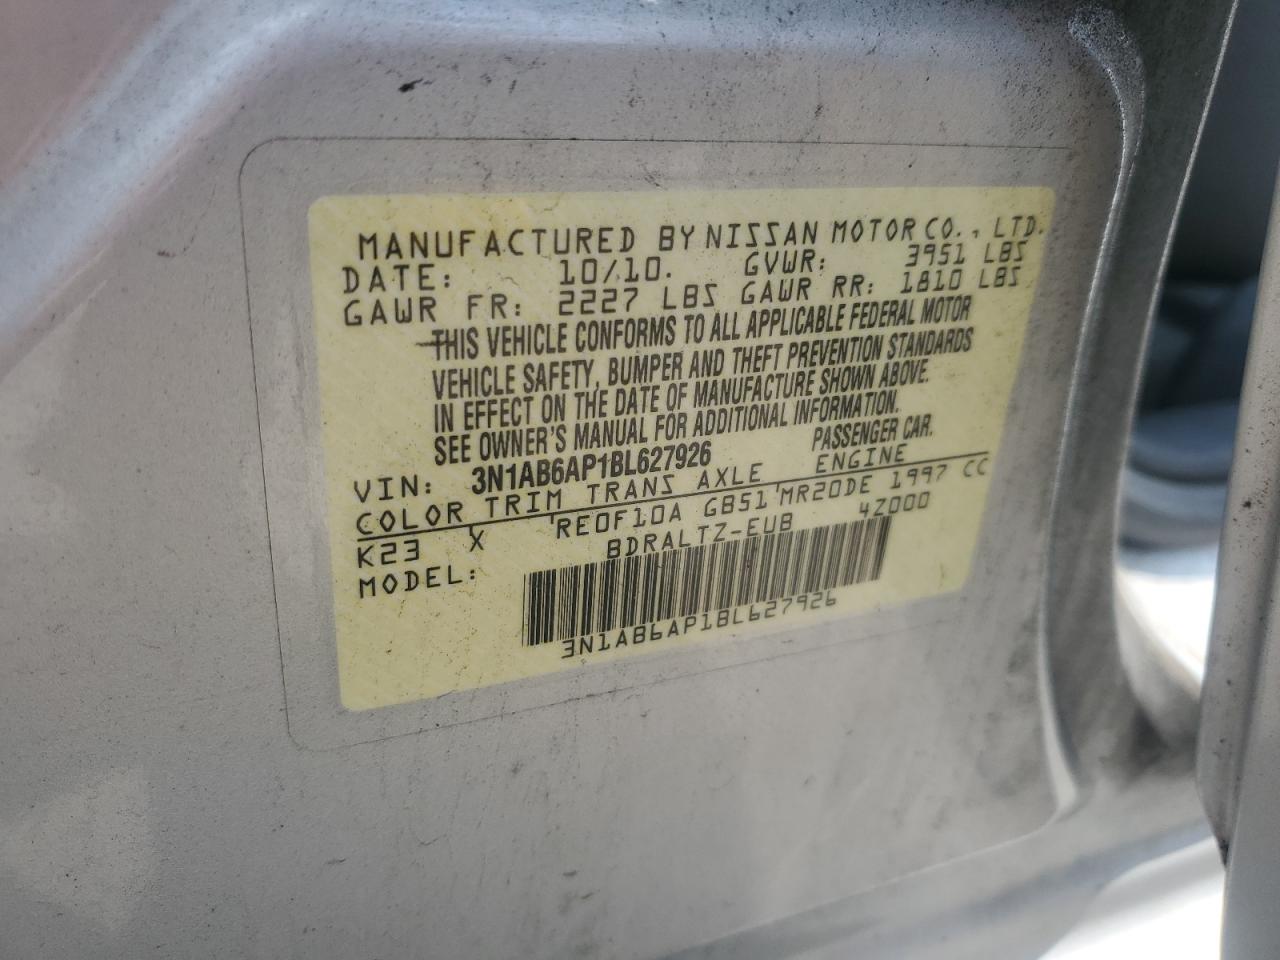 MANUFACTURED BY NISSAN MOTOR CO., LTD.
DATE: 10/10. GVWR: 3951 LBS
GAWR FR: 2227 LBS GAWR RR: 1810 LBS
THIS VEHICLE CONFORMS TO ALL APPLICABLE FEDERAL MOTOR
VEHICLE SAFETY, BUMPER AND THEFT PREVENTION STANDARDS
IN EFFECT ON THE DATE OF MANUFACTURE SHOWN ABOVE.
SEE OWNER'S MANUAL FOR ADDITIONAL INFORMATION.
VIN: 3N1AB6AP1BL627926 PASSENGER CAR.
COLOR TRIM TRANS AXLE ENGINE
K23 X RE0F10A GB51 MR20DE 1997 CC
MODEL: BDRALTZ-EUB 4Z000
3N1AB6AP1BL627926